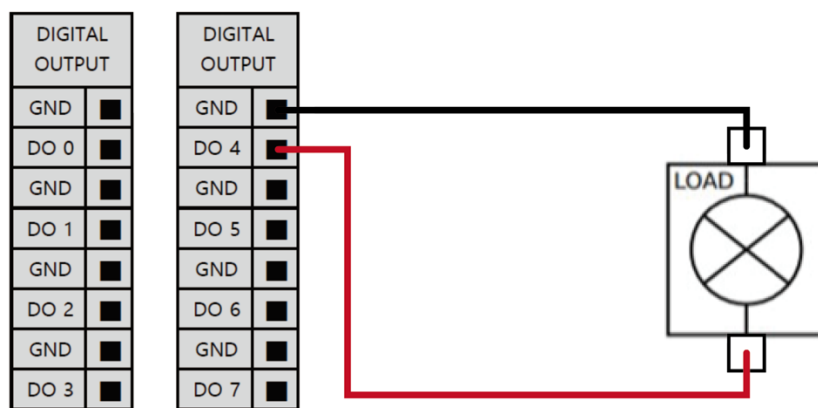 DIGITAL
OUTPUT
GND
DO 0
GND
DO 1
GND
DO 2
GND
DO 3
DIGITAL
OUTPUT
GND
DO 4
GND
DO 5
GND
DO 6
GND
DO 7
LOAD